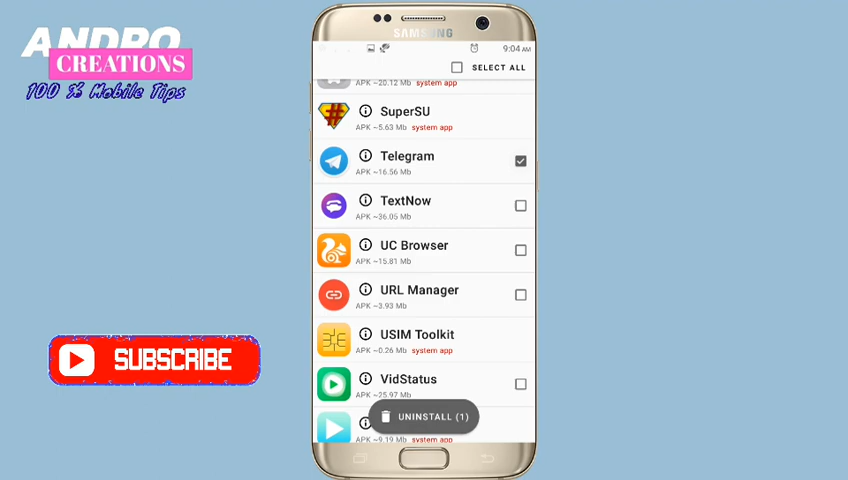 ANDRO
CREATIONS
100 % Mobile Tips
SUBSCRIBE
SAMSUNG
9:04 AM
SELECT ALL
APK ~20.12 Mb system app
SuperSU
APK ~5.63 Mb system app
Telegram
APK ~16.56 Mb
TextNow
APK ~36.05 Mb
UC Browser
APK ~15.81 Mb
URL Manager
APK ~3.93 Mb
USIM Toolkit
APK ~0.26 Mb system app
VidStatus
APK ~25.97 Mb
UNINSTALL (1)
APK ~9.19 Mb system app